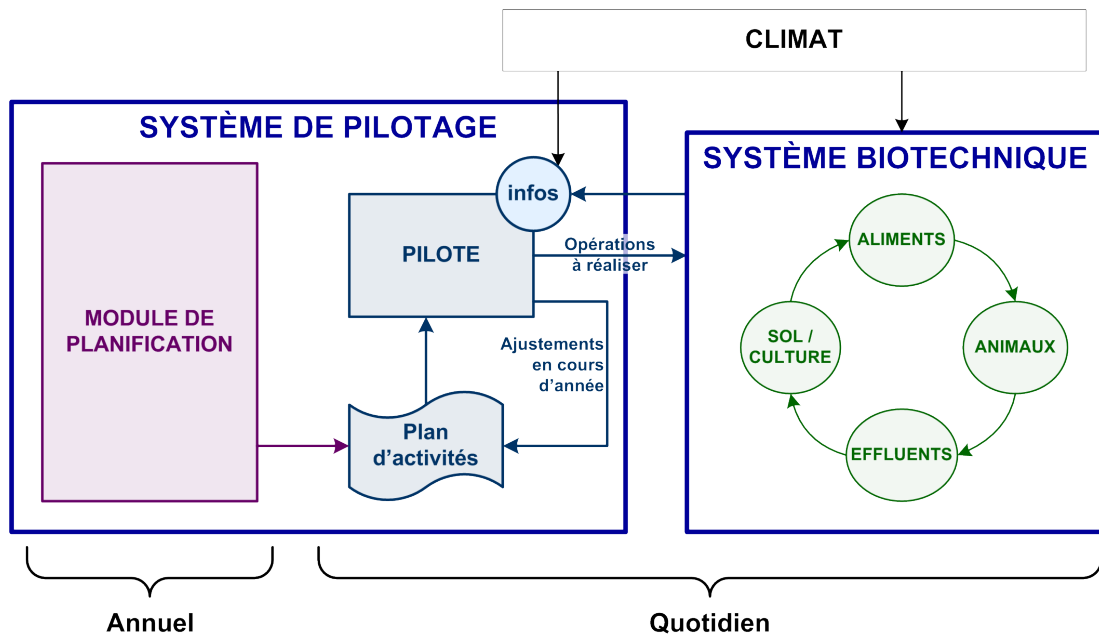 CLIMAT
SYSTÈME DE PILOTAGE
SYSTÈME BIOTECHNIQUE
infos
PILOTE
Opérations
à réaliser
MODULE DE
PLANIFICATION
Ajustements
en cours
d’année
Plan
d’activités
ALIMENTS
SOL /
CULTURE
ANIMAUX
EFFLUENTS
Annuel
Quotidien